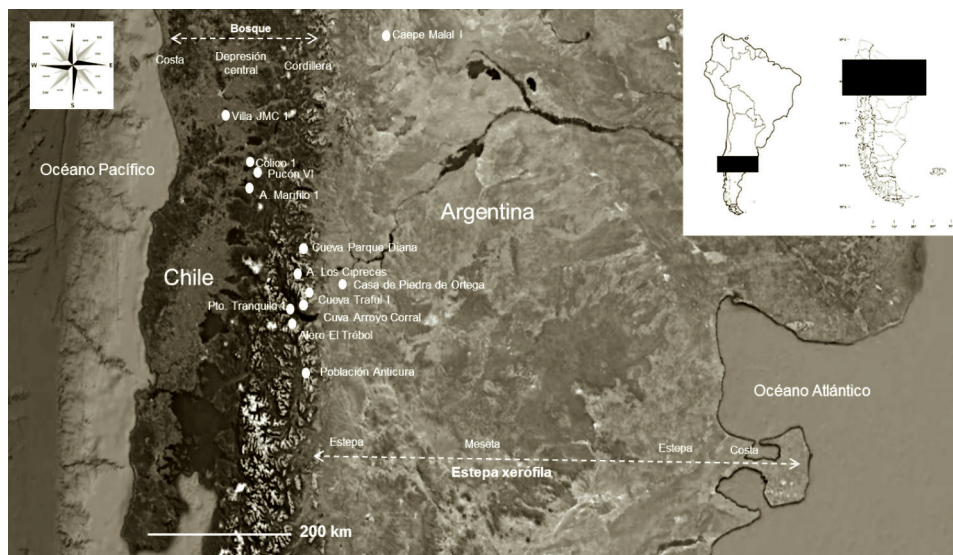 N
W
E
S
Bosque
Costa
Depresión
central
Cordillera
Caepe Malal I
Villa JMC 1
Océano Pacífico
Cólico 1
Pucón VI
A. Marifilo 1
Argentina
Cueva Parque Diana
Chile
A. Los Cipreces
Casa de Piedra de Ortega
Cueva Traful I
Pto. Tranquilo I
Cuva Arroyo Corral
Alero El Trébol
Población Anticura
Océano Atlántico
Estepa
Meseta
Estepa
Costa
Estepa xerófila
200 km